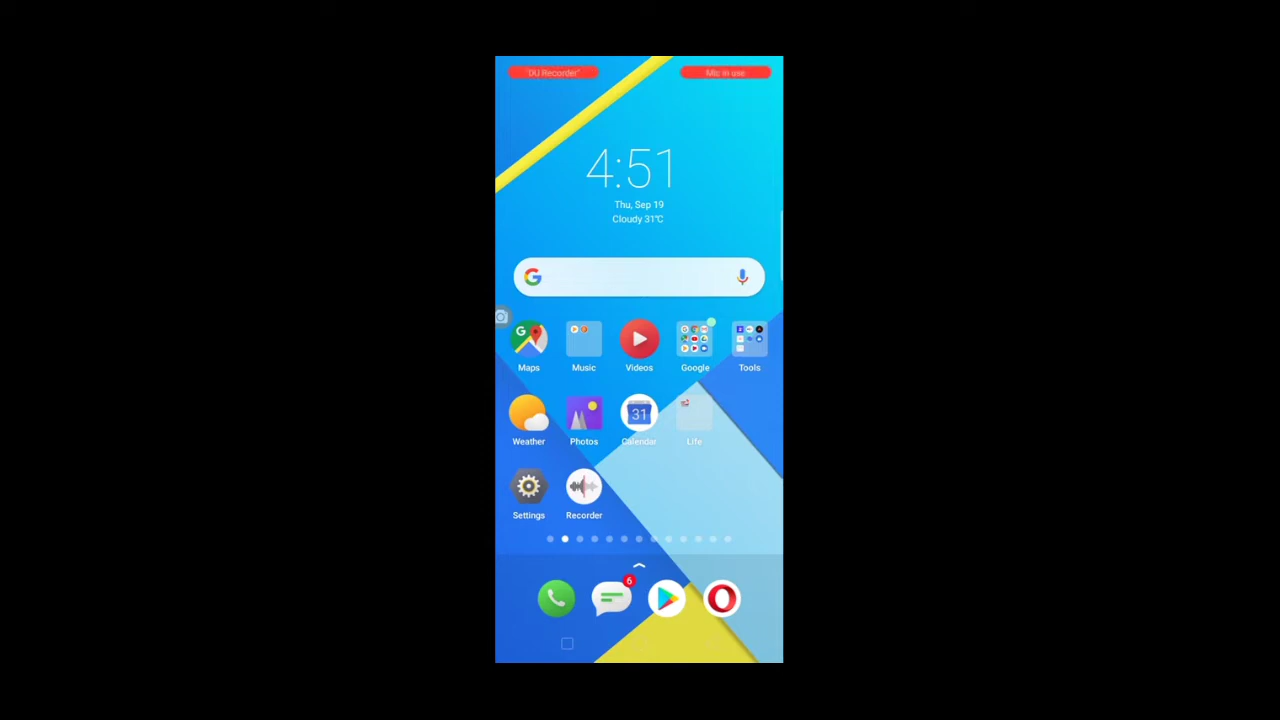 "DU Recorder" Mic in use
4:51
Thu, Sep 19
Cloudy 31℃
Maps Music Videos Google Tools
31
Weather Photos Calendar Life
Settings Recorder
6